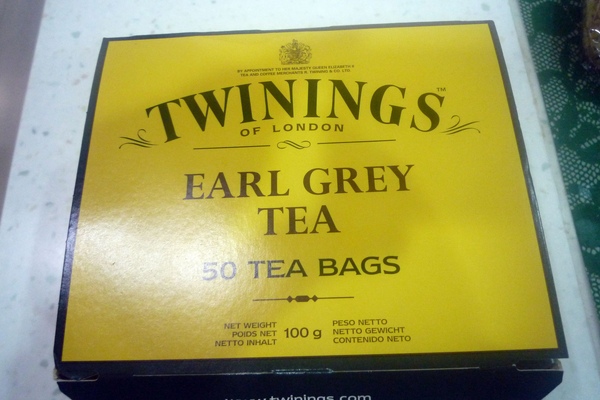 BY APPOINTMENT TO HER MAJESTY QUEEN ELIZABETH II
TEA AND COFFEE MERCHANTS R. TWINING & CO. LTD.
TWININGS™
OF LONDON
EARL GREY
TEA
50 TEA BAGS
NET WEIGHT
POIDS NET
NETTO INHALT
100 g
PESO NETTO
NETTO GEWICHT
CONTENIDO NETO
www.twinings.com